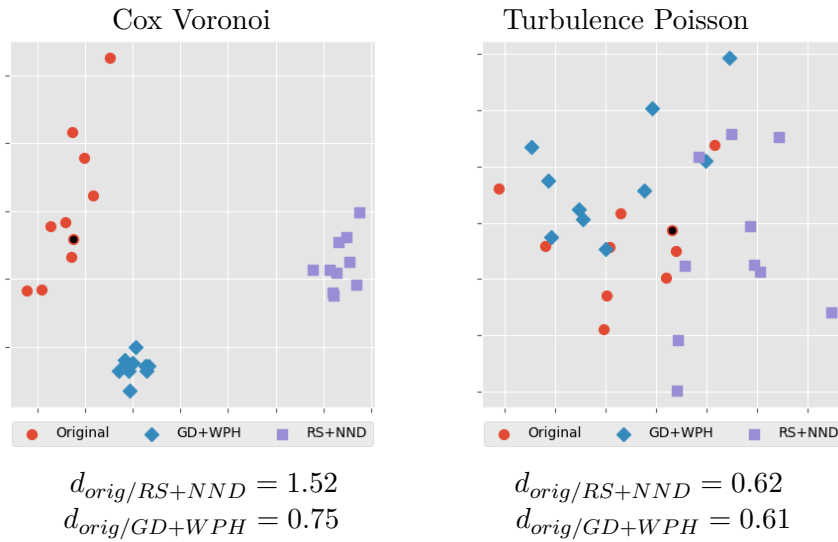 Cox Voronoi
Turbulence Poisson
Original GD+WPH RS+NND
Original GD+WPH RS+NND
d_{orig/RS+NND} = 1.52
d_{orig/GD+WPH} = 0.75
d_{orig/RS+NND} = 0.62
d_{orig/GD+WPH} = 0.61